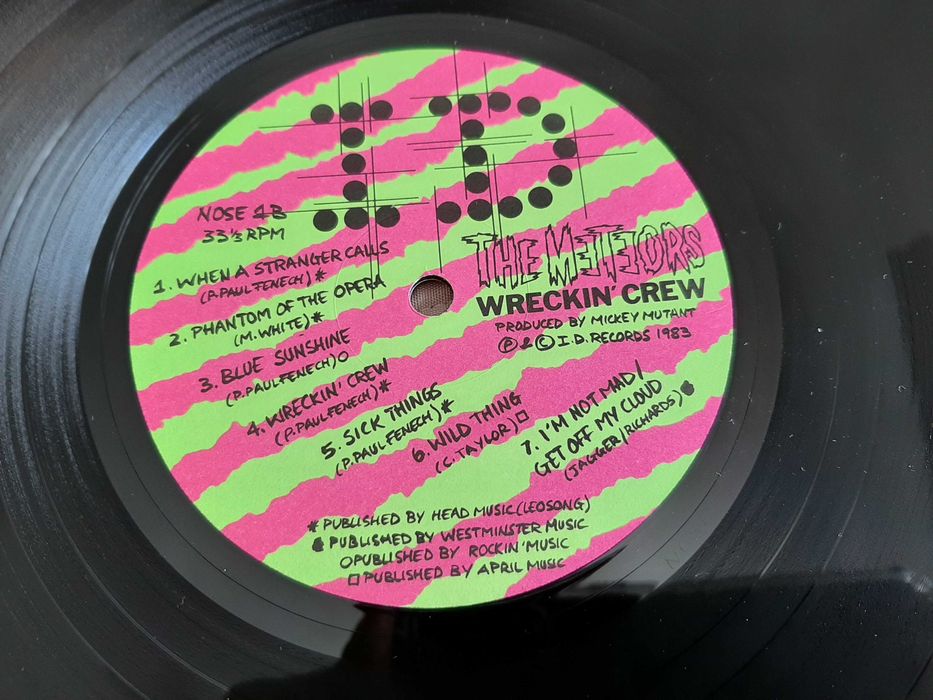 ID
NOSE 1B
33⅓ RPM
THE METEORS
WRECKIN' CREW
PRODUCED BY MICKEY MUTANT
Ⓟ & © I.D. RECORDS 1983
1. WHEN A STRANGER CALLS
(P. PAUL FENECH)*
2. PHANTOM OF THE OPERA
(M. WHITE)*
3. BLUE SUNSHINE
(P. PAUL FENECH)O
4. WRECKIN' CREW
(P. PAUL FENECH)*
5. SICK THINGS
(P. PAUL FENECH)*
6. WILD THING
(C. TAYLOR)□
7. I'M NOT MAD/
GET OFF MY CLOUD
(JAGGER/RICHARDS)●
* PUBLISHED BY HEAD MUSIC (LEOSONG)
● PUBLISHED BY WESTMINSTER MUSIC
O PUBLISHED BY ROCKIN' MUSIC
□ PUBLISHED BY APRIL MUSIC